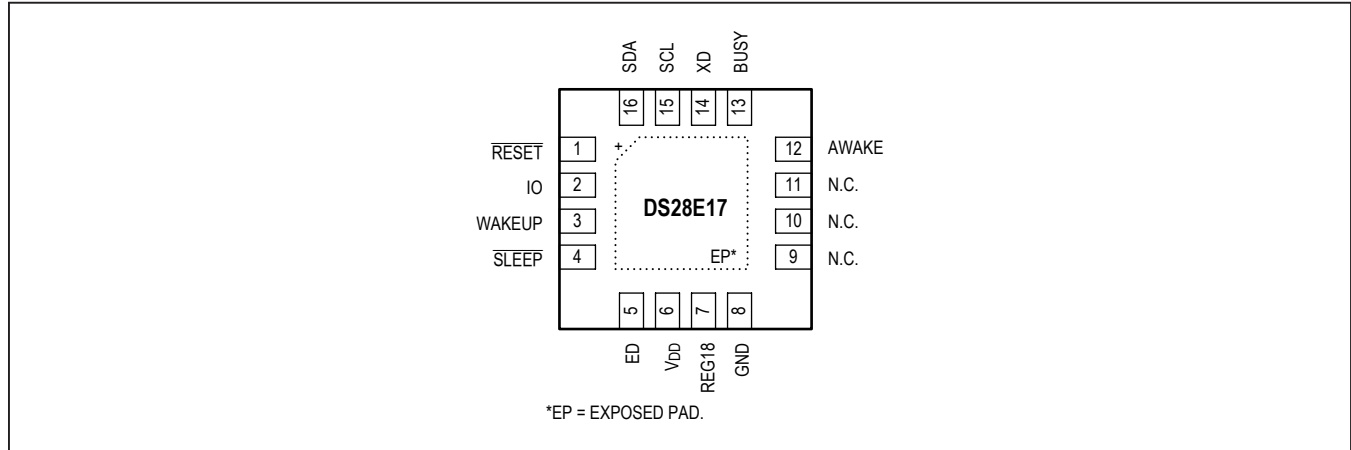 SDA SCL XD BUSY
16 15 14 13
RESET 1 + 12 AWAKE
IO 2 11 N.C.
DS28E17
WAKEUP 3 10 N.C.
SLEEP 4 EP* 9 N.C.
5 6 7 8
ED VDD REG18 GND
*EP = EXPOSED PAD.